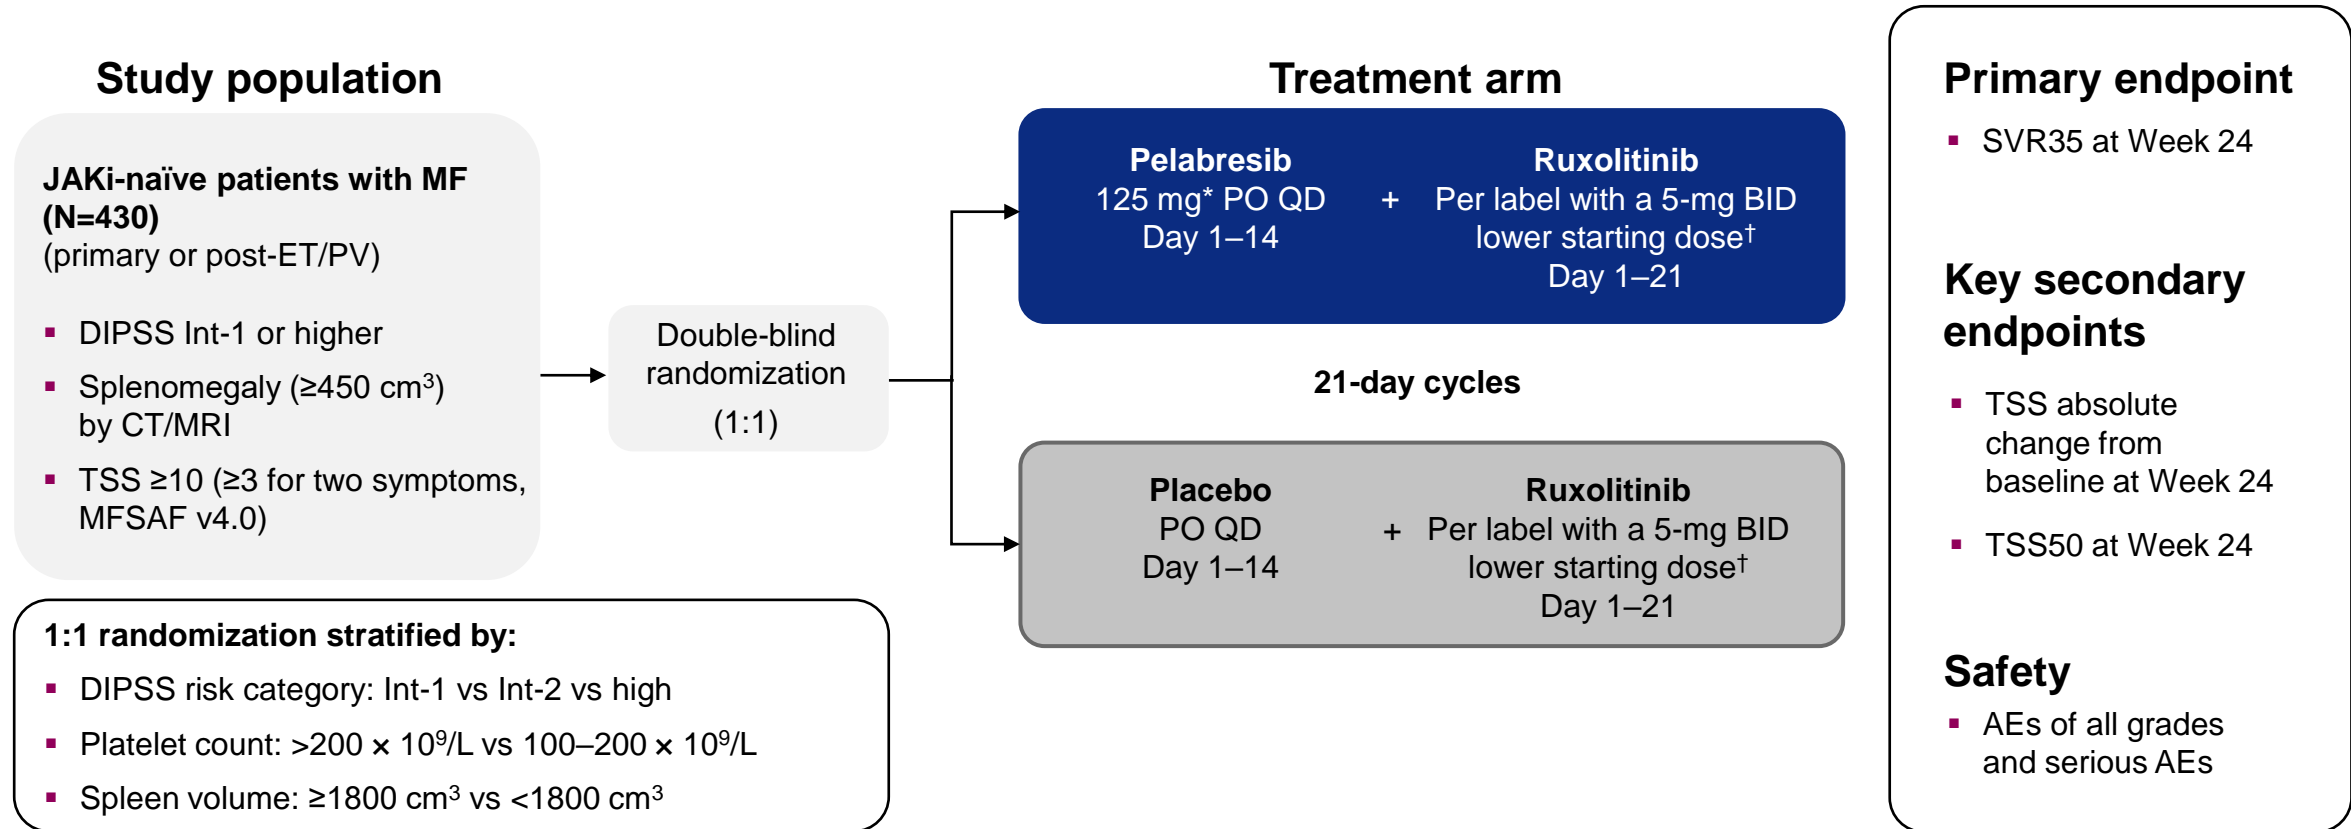 Study population
JAKi-naïve patients with MF
(N=430)
(primary or post-ET/PV)
▪ DIPSS Int-1 or higher
▪ Splenomegaly (≥450 cm³)
by CT/MRI
▪ TSS ≥10 (≥3 for two symptoms,
MFSAF v4.0)
1:1 randomization stratified by:
▪ DIPSS risk category: Int-1 vs Int-2 vs high
▪ Platelet count: >200 × 10⁹/L vs 100–200 × 10⁹/L
▪ Spleen volume: ≥1800 cm³ vs <1800 cm³
Double-blind
randomization
(1:1)
Treatment arm
Pelabresib
125 mg* PO QD
Day 1–14
+
Ruxolitinib
Per label with a 5-mg BID
lower starting dose†
Day 1–21
21-day cycles
Placebo
PO QD
Day 1–14
+
Ruxolitinib
Per label with a 5-mg BID
lower starting dose†
Day 1–21
Primary endpoint
▪ SVR35 at Week 24
Key secondary
endpoints
▪ TSS absolute
change from
baseline at Week 24
▪ TSS50 at Week 24
Safety
▪ AEs of all grades
and serious AEs